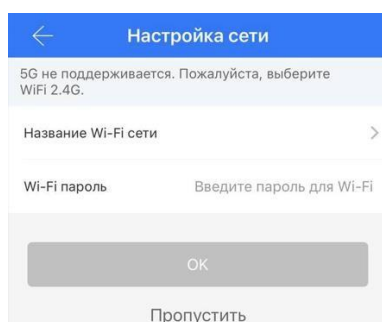 Настройка сети
5G не поддерживается. Пожалуйста, выберите
WiFi 2.4G.
Название Wi-Fi сети
Wi-Fi пароль Введите пароль для Wi-Fi
OK
Пропустить